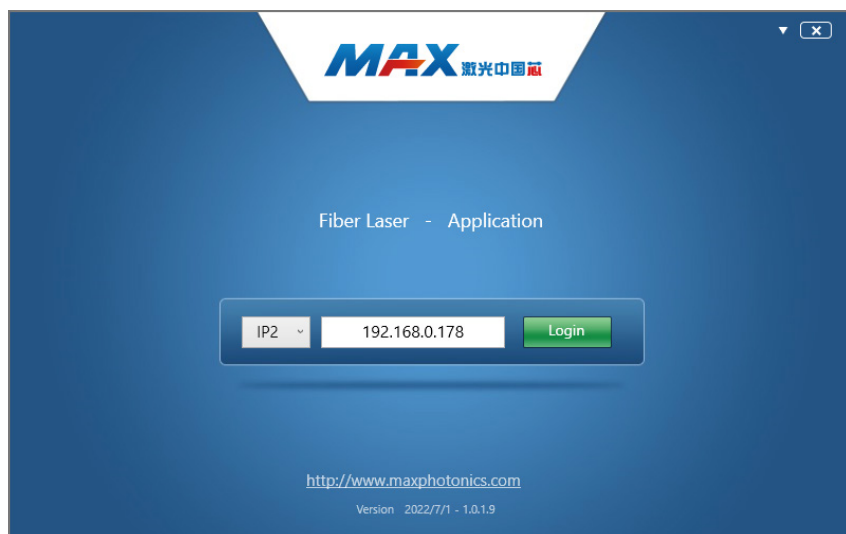 MAX 激光中国芯
Fiber Laser - Application
IP2 192.168.0.178 Login
http://www.maxphotonics.com
Version 2022/7/1 - 1.0.1.9